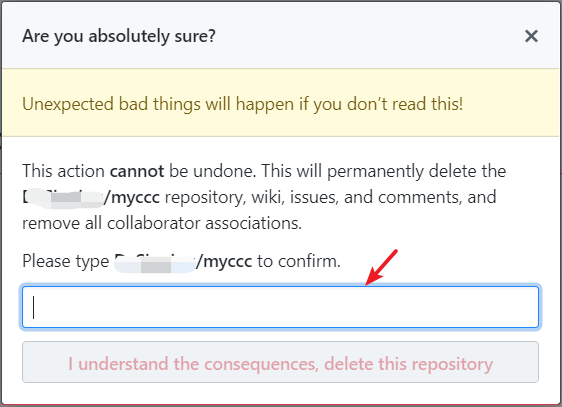 Are you absolutely sure?
Unexpected bad things will happen if you don’t read this!
This action cannot be undone. This will permanently delete the
/myccc repository, wiki, issues, and comments, and
remove all collaborator associations.
Please type /myccc to confirm.
I understand the consequences, delete this repository